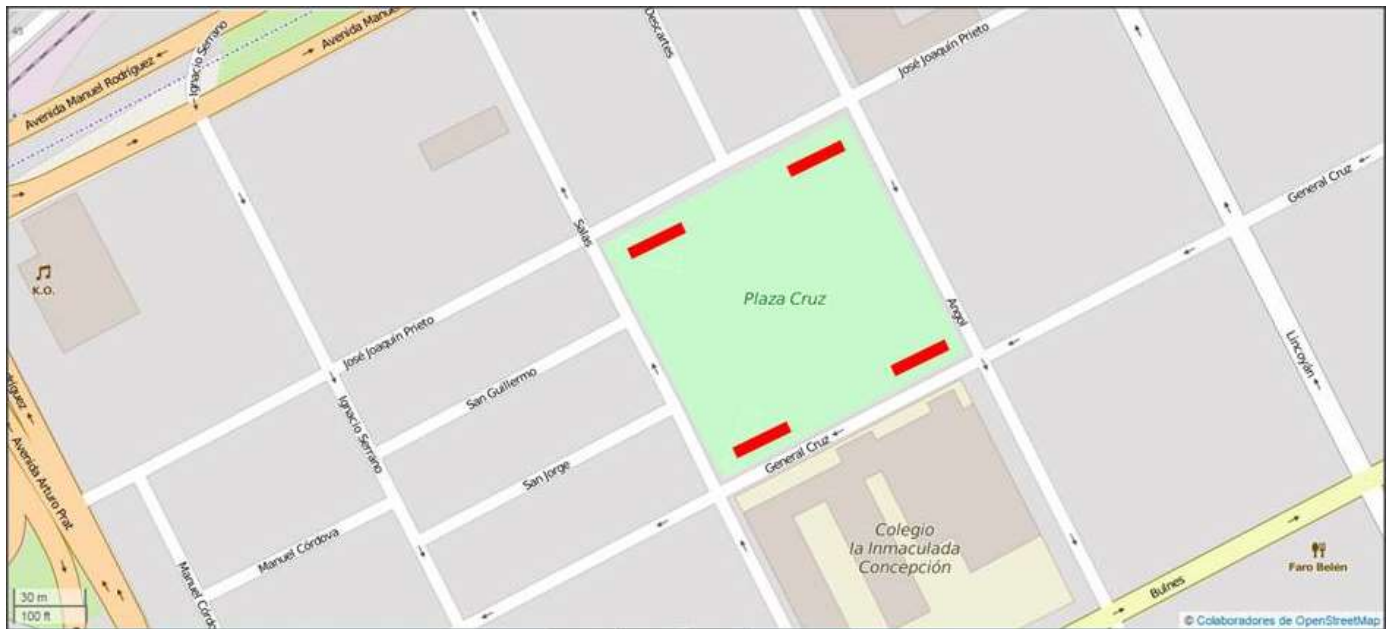 Ignacio Serrano
Avenida Manuel
Avenida Manuel Rodríguez
Descartes
José Joaquín Prieto
General Cruz
Salas
K.O.
Plaza Cruz
Angol
José Joaquín Prieto
Lincoyán
San Guillermo
Ignacio Serrano
Avenida Arturo Prat
San Jorge
General Cruz
Manuel Córdova
Colegio
la Inmaculada
Concepción
Faro Belén
Bulnes
Manuel Córdo
30 m
100 ft
© Colaboradores de OpenStreetMap